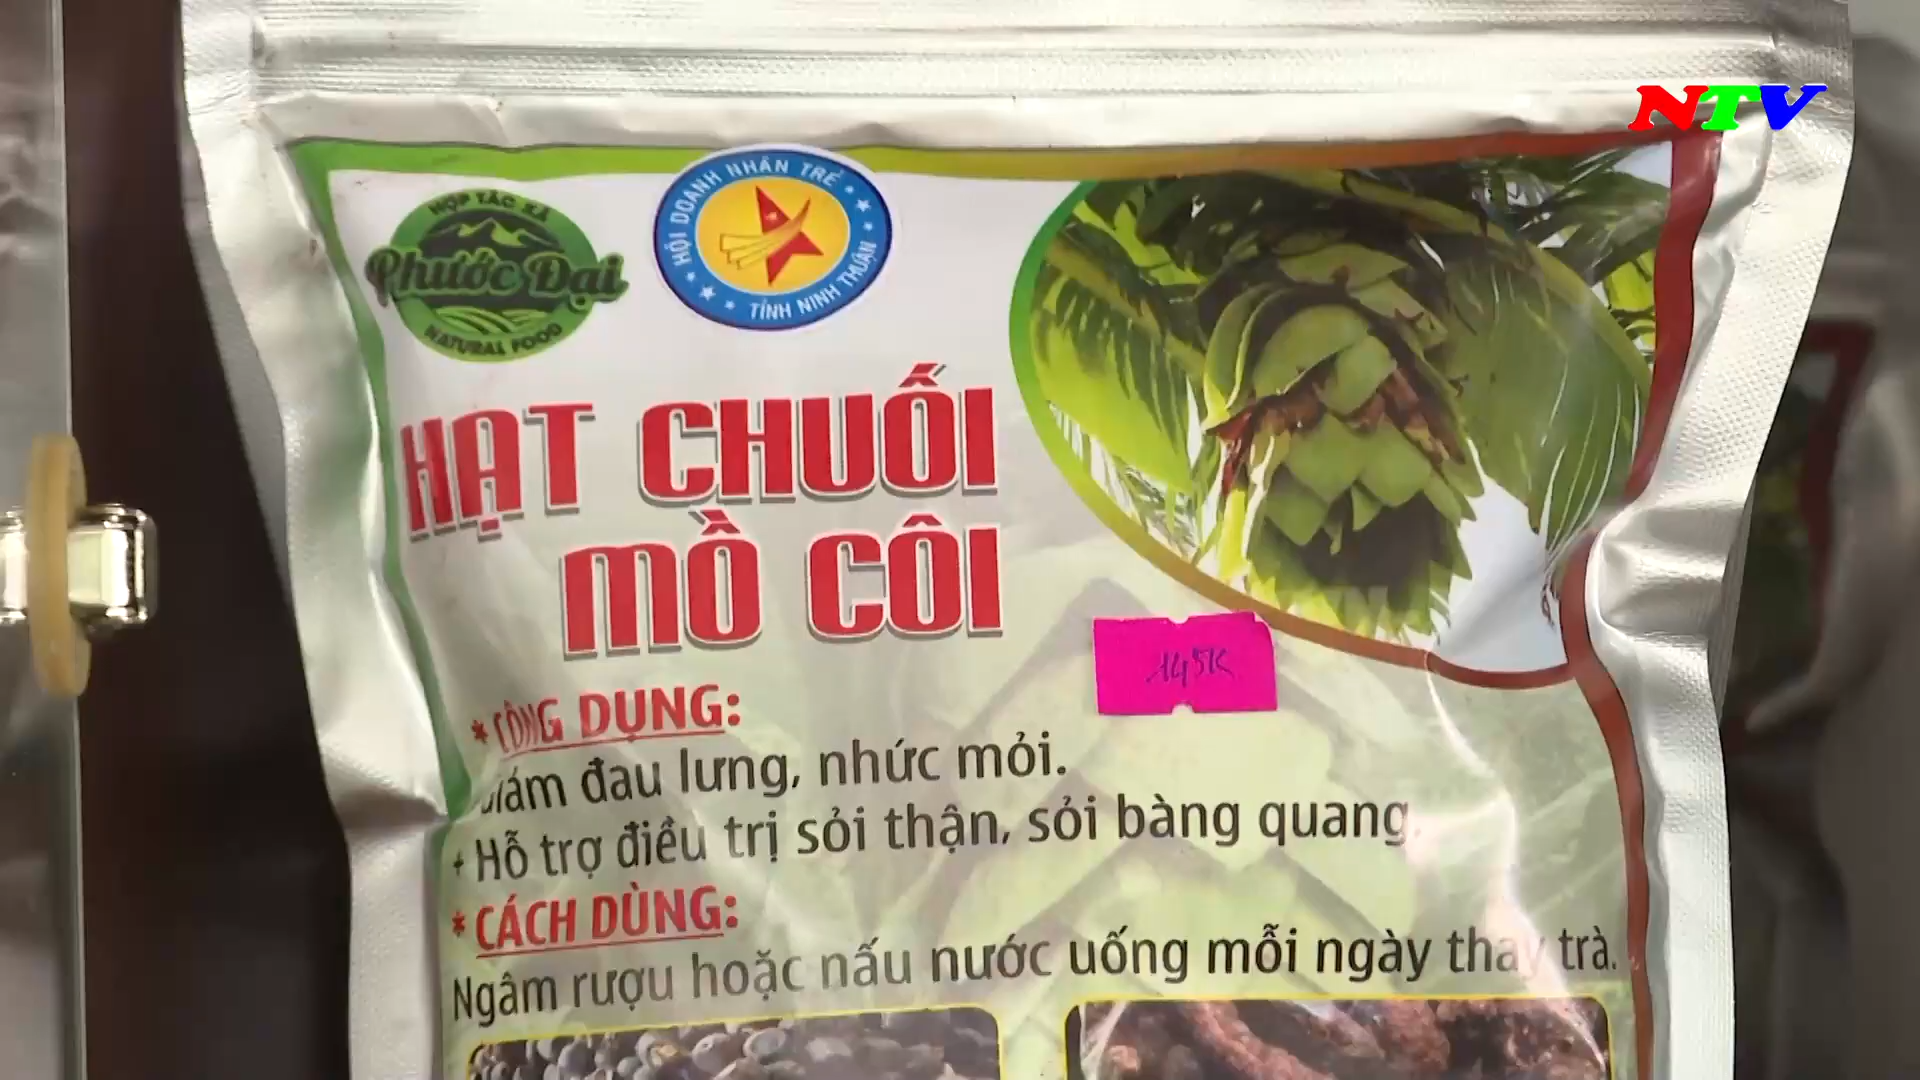 NTV
HỢP TÁC XÃ
Phước Đại
NATURAL FOOD
HỘI DOANH NHÂN TRẺ
TỈNH NINH THUẬN
HẠT CHUỐI
MỒ CÔI
145K
* CÔNG DỤNG:
đau lưng, nhức mỏi.
+ Hỗ trợ điều trị sỏi thận, sỏi bàng quang.
* CÁCH DÙNG:
Ngâm rượu hoặc nấu nước uống mỗi ngày thay trà.